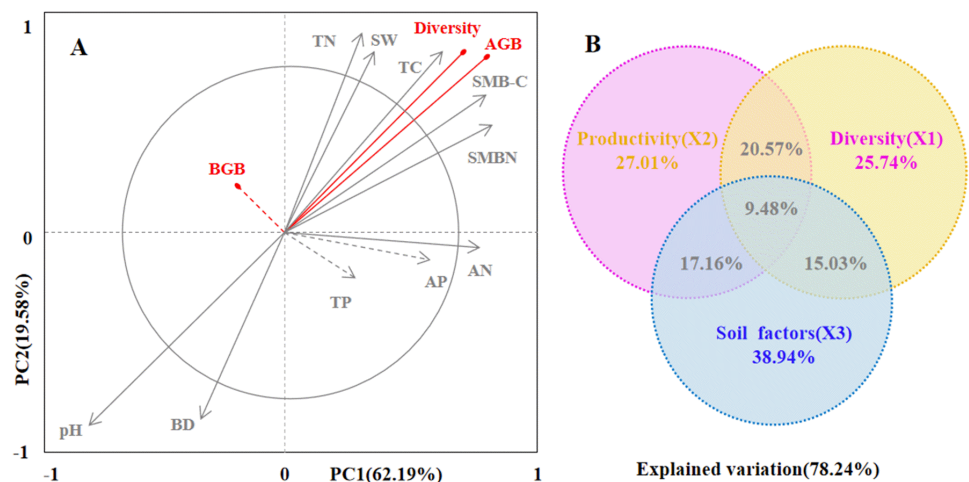 1
A
TN
SW
Diversity
AGB
TC
SMB-C
SMBN
BGB
0
AN
AP
TP
pH
BD
-1
PC2(19.58%)
-1
0
PC1(62.19%)
1
B
Productivity(X2)
27.01%
20.57%
Diversity(X1)
25.74%
9.48%
17.16%
15.03%
Soil factors(X3)
38.94%
Explained variation(78.24%)